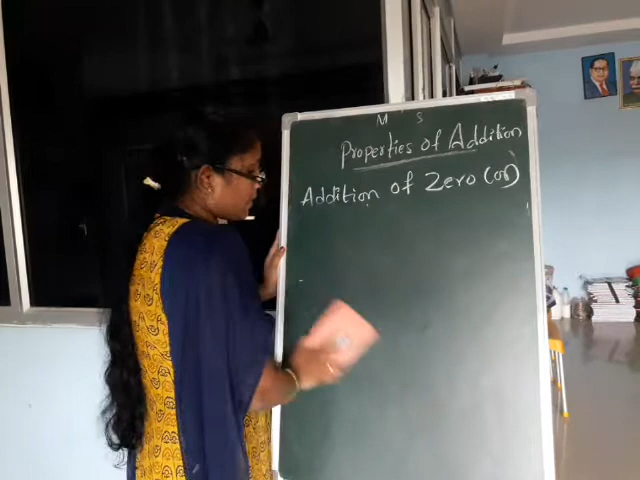 M S
Properties of Addition
Addition of Zero (or)